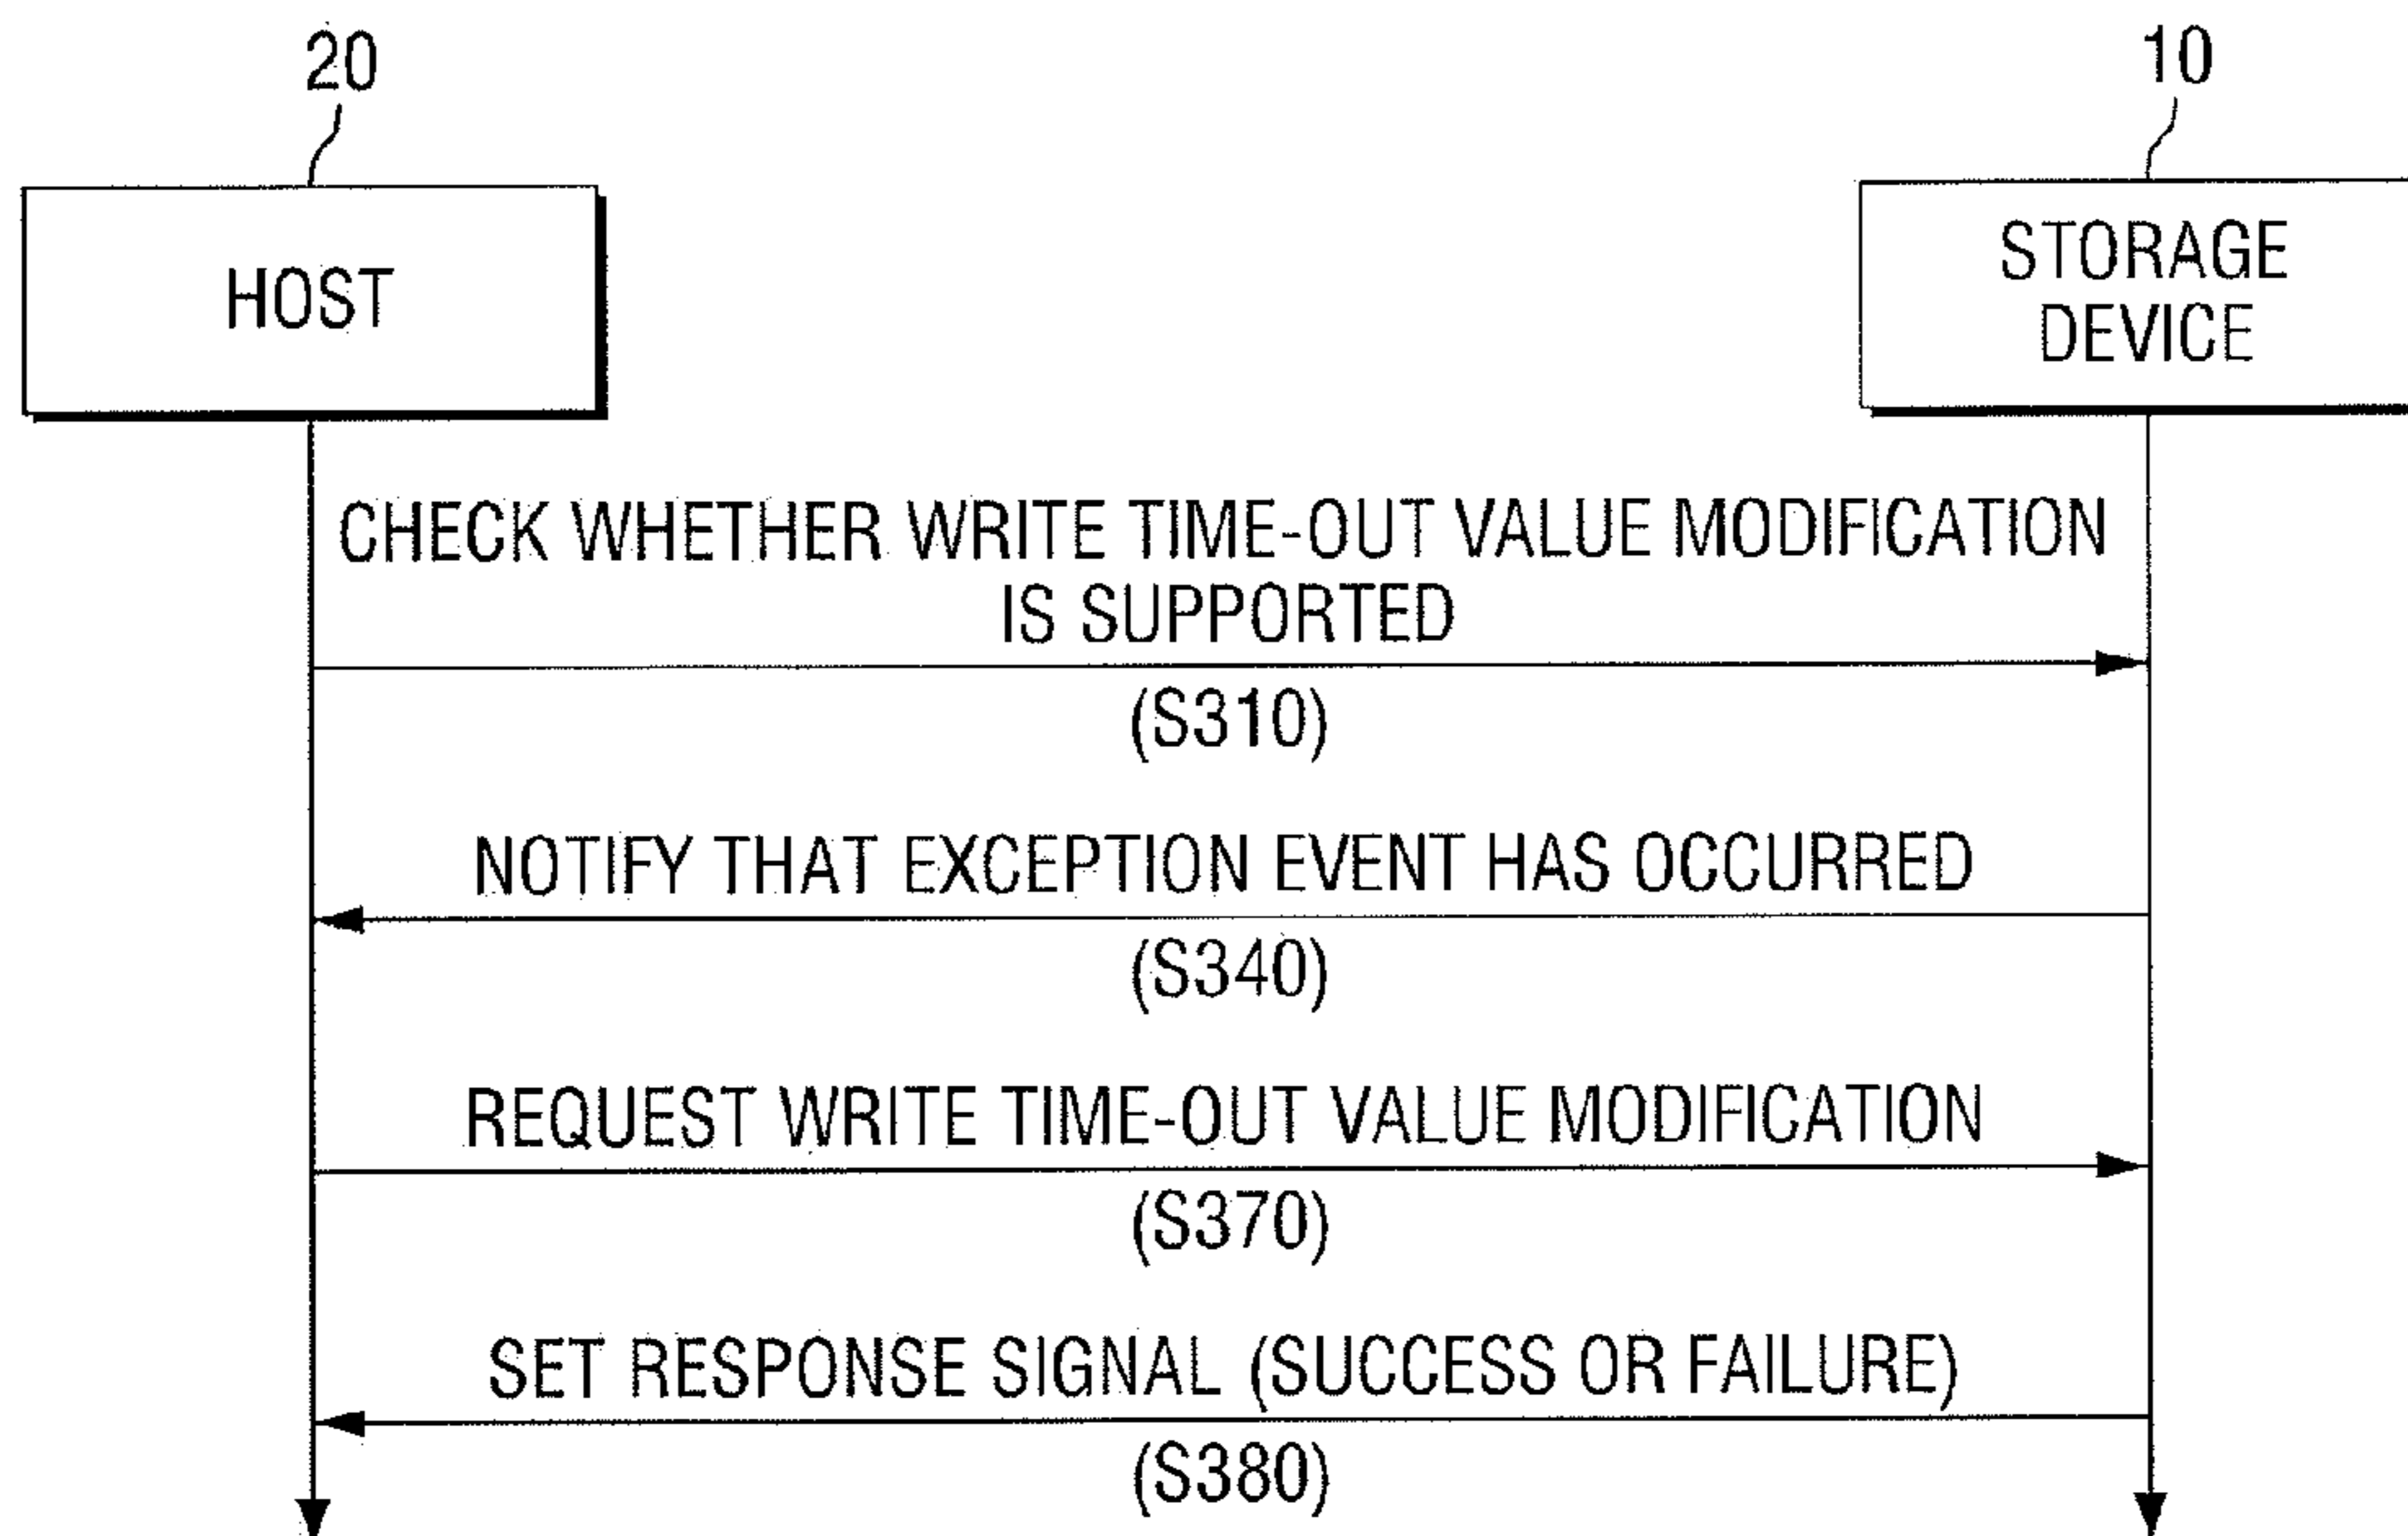 20
10
HOST
STORAGE
DEVICE
CHECK WHETHER WRITE TIME-OUT VALUE MODIFICATION
IS SUPPORTED
(S310)
NOTIFY THAT EXCEPTION EVENT HAS OCCURRED
(S340)
REQUEST WRITE TIME-OUT VALUE MODIFICATION
(S370)
SET RESPONSE SIGNAL (SUCCESS OR FAILURE)
(S380)